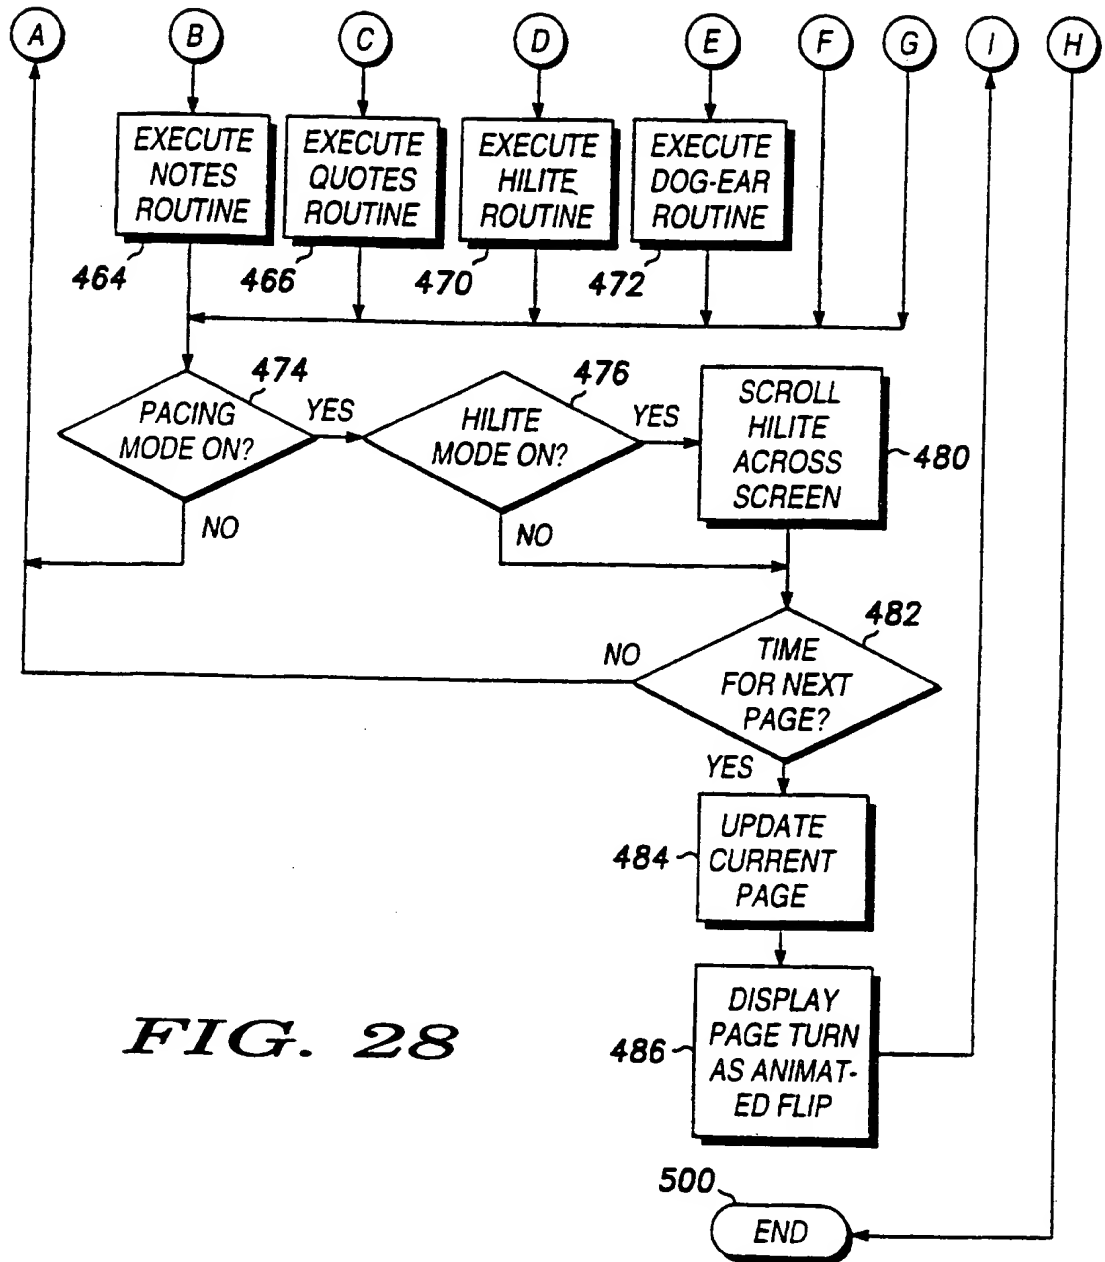 A B C D E F G I H
EXECUTE
NOTES
ROUTINE
EXECUTE
QUOTES
ROUTINE
EXECUTE
HILITE
ROUTINE
EXECUTE
DOG-EAR
ROUTINE
464
466
470
472
474
PACING
MODE ON?
YES
NO
476
HILITE
MODE ON?
YES
NO
SCROLL
HILITE
ACROSS
SCREEN
480
482
TIME
FOR NEXT
PAGE?
NO
YES
484
UPDATE
CURRENT
PAGE
486
DISPLAY
PAGE TURN
AS ANIMAT-
ED FLIP
FIG. 28
500
END